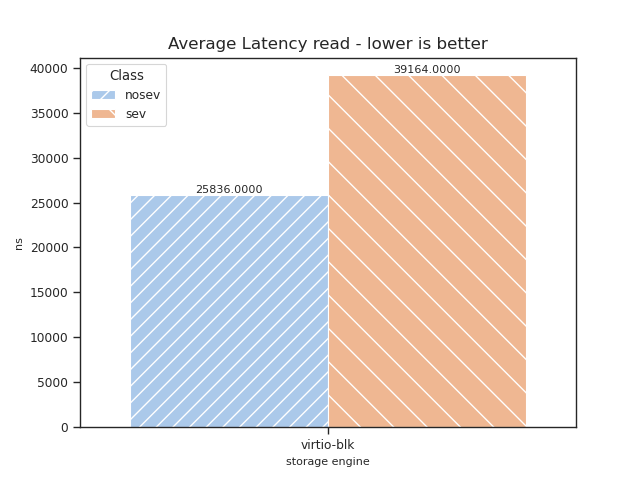 Average Latency read - lower is better
Class
nosev
sev
39164.0000
25836.0000
40000
35000
30000
25000
20000
15000
10000
5000
0
ns
virtio-blk
storage engine